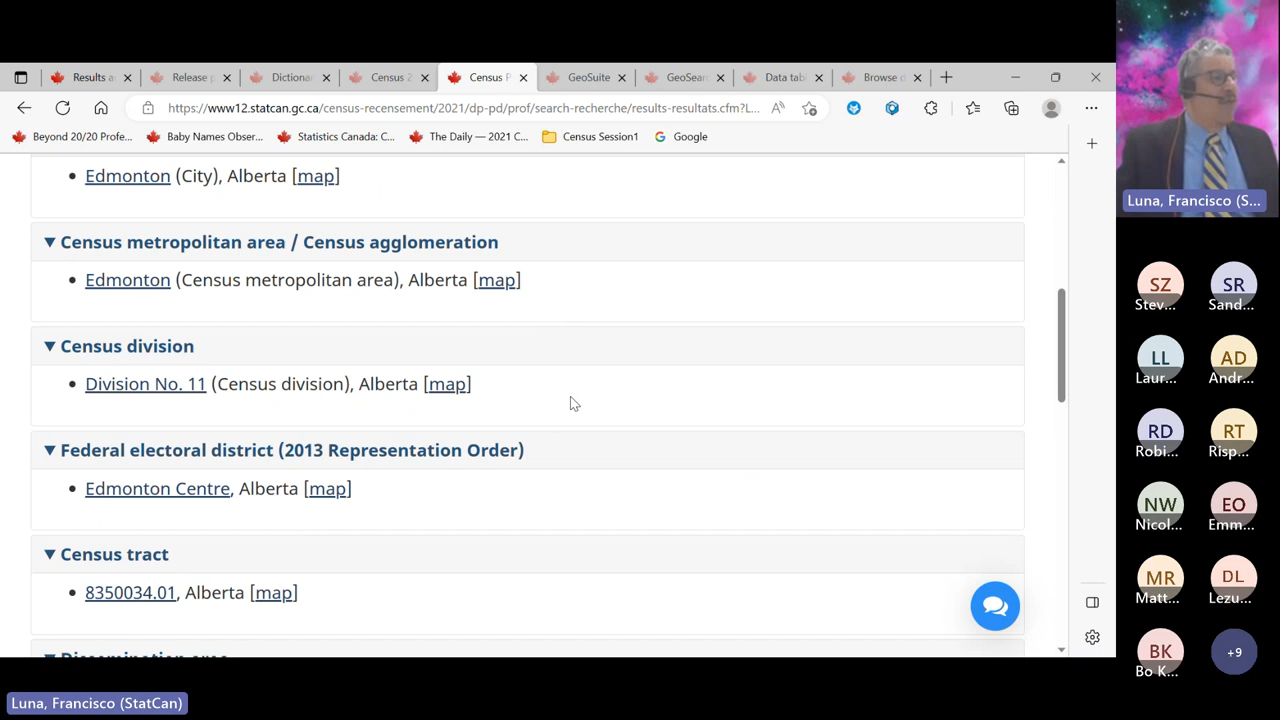 Results a
Release p
Dictionar
Census 2
Census P
GeoSuite
GeoSearc
Data tab
Browse d
https://www12.statcan.gc.ca/census-recensement/2021/dp-pd/prof/search-recherche/results-resultats.cfm?L...
Beyond 20/20 Profe...
Baby Names Obser...
Statistics Canada: C...
The Daily — 2021 C...
Census Session1
Google
Edmonton (City), Alberta [map]
Census metropolitan area / Census agglomeration
Edmonton (Census metropolitan area), Alberta [map]
Census division
Division No. 11 (Census division), Alberta [map]
Federal electoral district (2013 Representation Order)
Edmonton Centre, Alberta [map]
Census tract
8350034.01, Alberta [map]
Luna, Francisco (S...
SZ
Stev...
SR
Sand...
LL
Laur...
AD
Andr...
RD
Robi...
RT
Risp...
NW
Nicol...
EO
Emm...
MR
Matt...
DL
Lezu...
BK
Bo K...
+9
Luna, Francisco (StatCan)